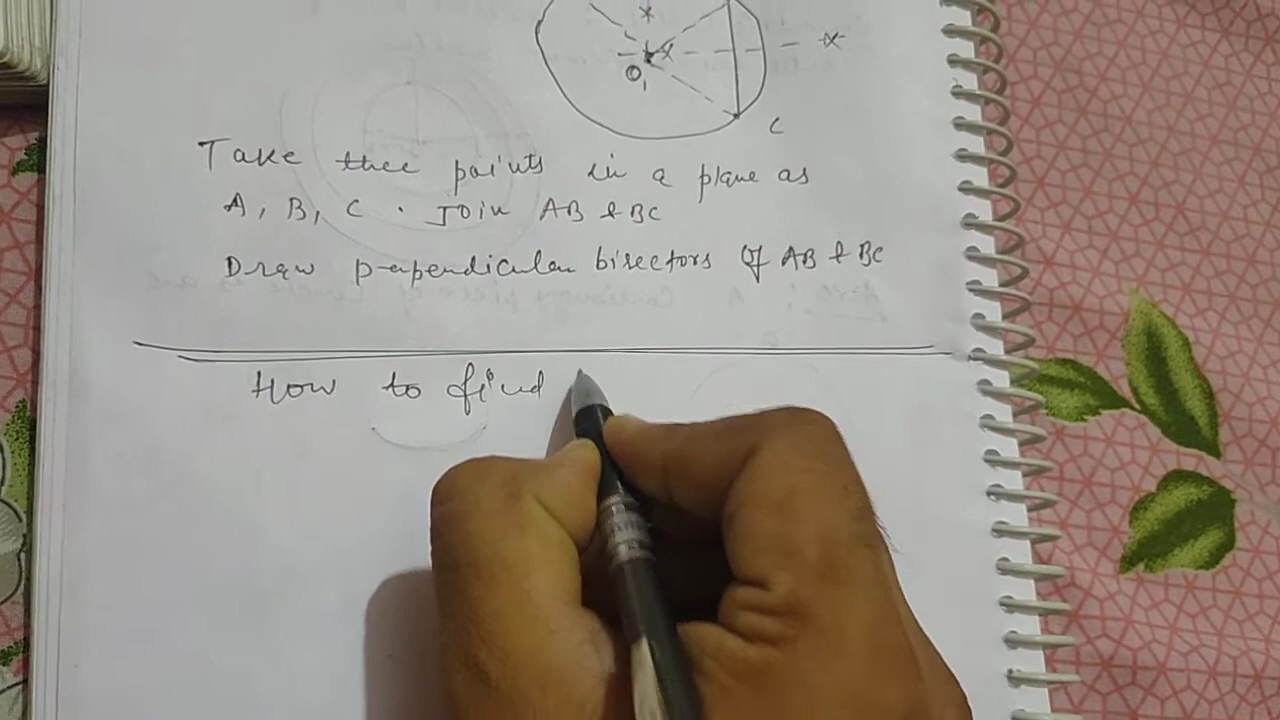 O,
C
Take thee points in a plane as
A, B, C . Join AB & BC
Draw perpendicular bisectors of AB & BC
How to find